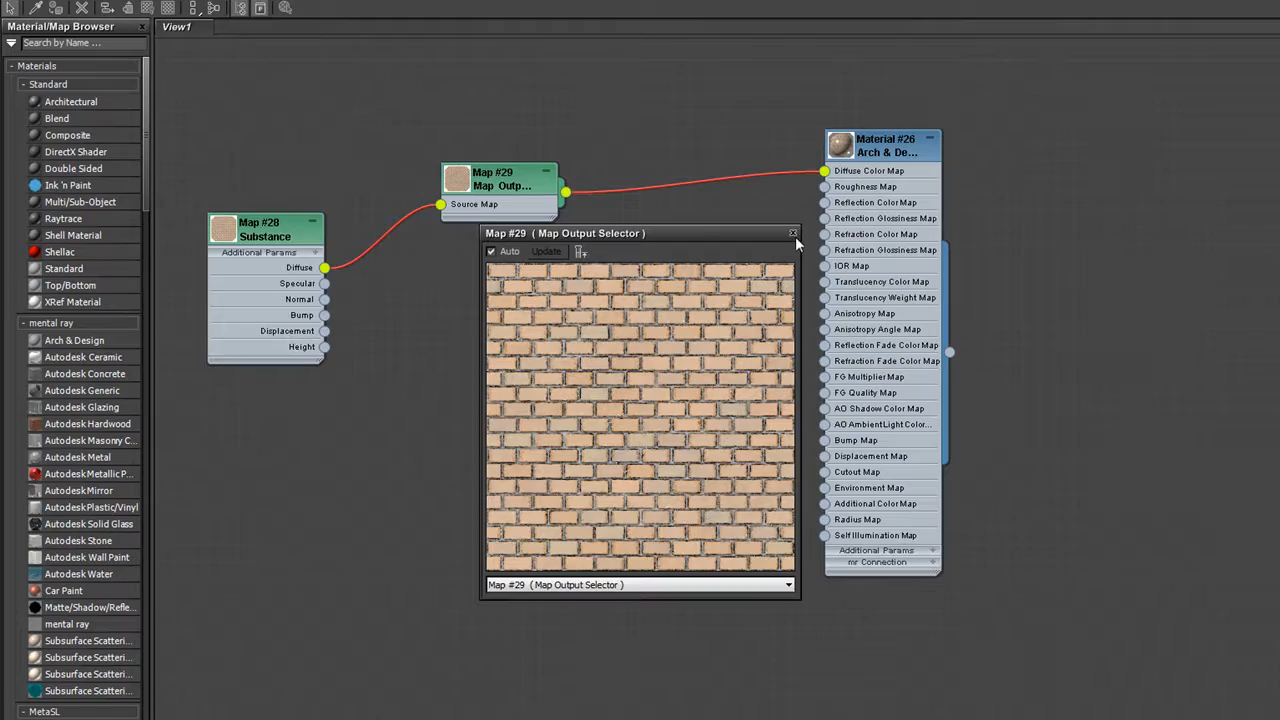 View1
Material/Map Browser
Search by Name ...
- Materials
- Standard
Architectural
Blend
Composite
DirectX Shader
Double Sided
Ink 'n Paint
Multi/Sub-Object
Raytrace
Shell Material
Shellac
Standard
Top/Bottom
XRef Material
- mental ray
Arch & Design
Autodesk Ceramic
Autodesk Concrete
Autodesk Generic
Autodesk Glazing
Autodesk Hardwood
Autodesk Masonry C...
Autodesk Metal
Autodesk Metallic P...
Autodesk Mirror
Autodesk Plastic/Vinyl
Autodesk Solid Glass
Autodesk Stone
Autodesk Wall Paint
Autodesk Water
Car Paint
Matte/Shadow/Refle...
mental ray
Subsurface Scatteri...
Subsurface Scatteri...
Subsurface Scatteri...
Subsurface Scatteri...
- MetaSL
Map #28
Substance
Additional Params +
Diffuse
Specular
Normal
Bump
Displacement
Height
Map #29
Map Outp...
Source Map
Map #29 ( Map Output Selector )
Auto Update
Map #29 ( Map Output Selector )
Material #26
Arch & De...
Diffuse Color Map
Roughness Map
Reflection Color Map
Reflection Glossiness Map
Refraction Color Map
Refraction Glossiness Map
IOR Map
Translucency Color Map
Translucency Weight Map
Anisotropy Map
Anisotropy Angle Map
Reflection Fade Color Map
Refraction Fade Color Map
FG Multiplier Map
FG Quality Map
AO Shadow Color Map
AO AmbientLight Color...
Bump Map
Displacement Map
Cutout Map
Environment Map
Additional Color Map
Radius Map
Self Illumination Map
Additional Params +
mr Connection +